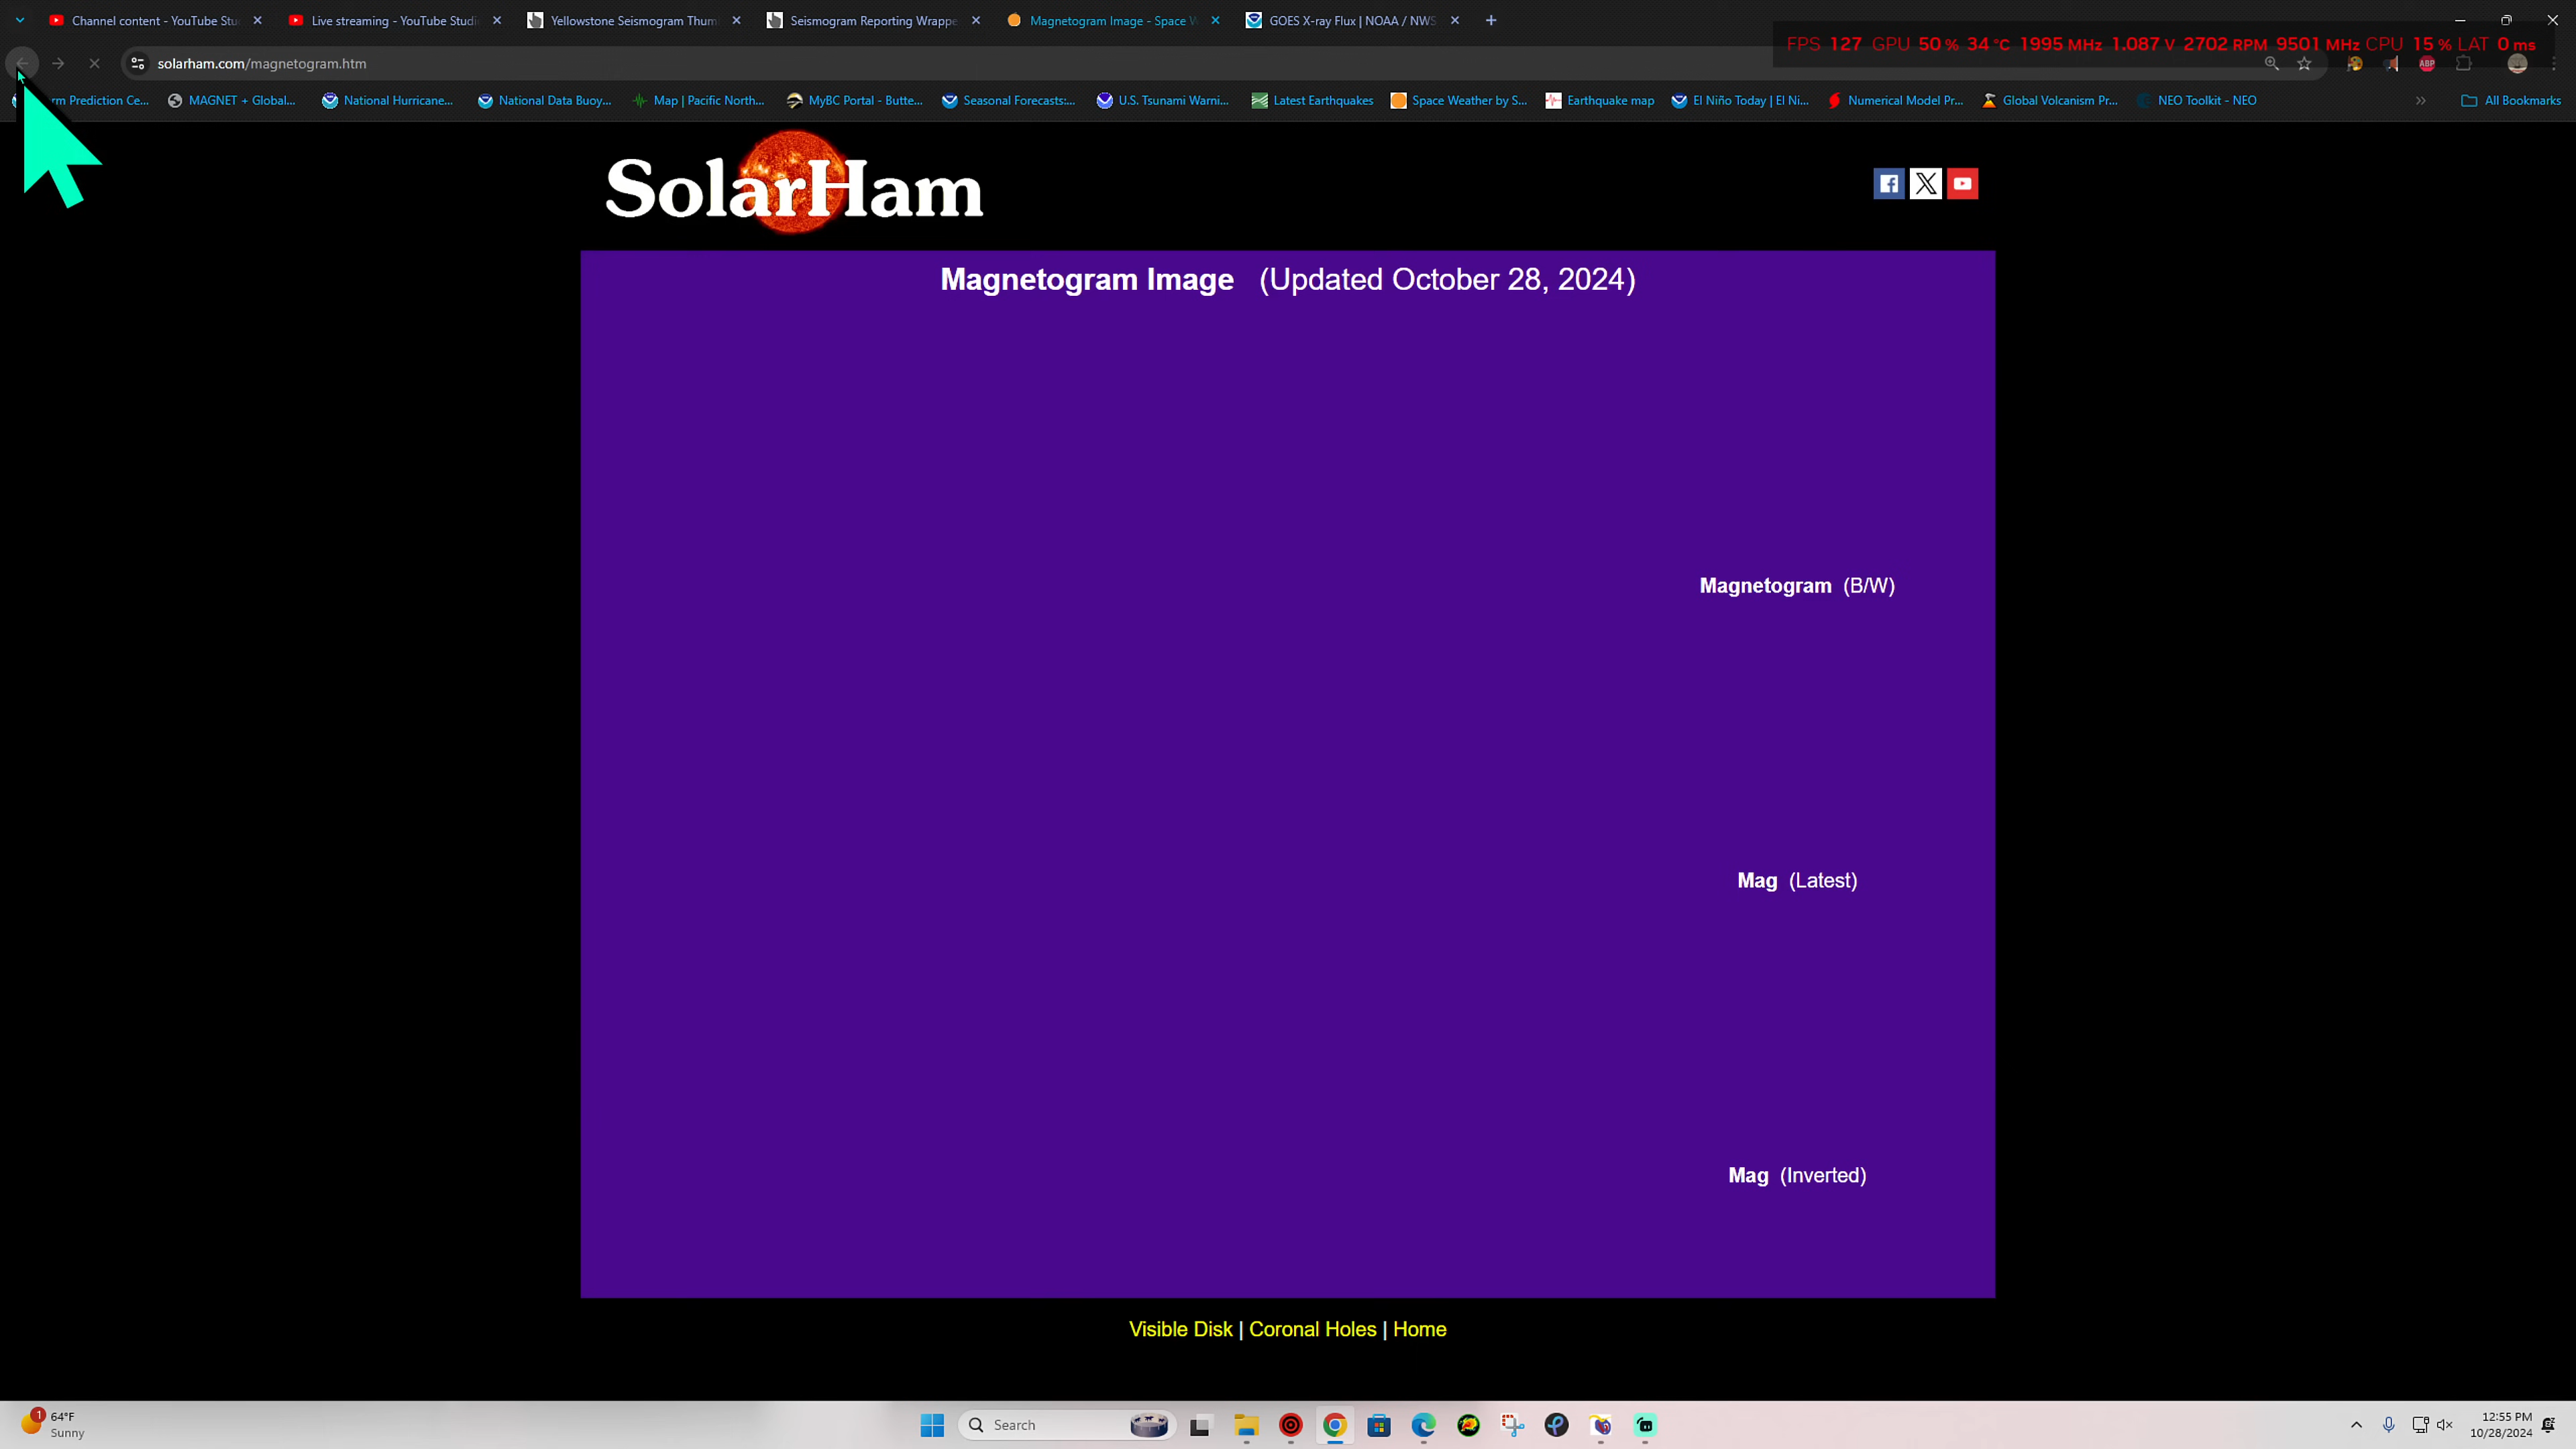 Channel content - YouTube Stu
Live streaming - YouTube Studi
Yellowstone Seismogram Thum
Seismogram Reporting Wrappe
Magnetogram Image - Space W
GOES X-ray Flux | NOAA / NWS
FPS 127 GPU 50 % 34 °C 1995 MHz 1.087 V 2702 RPM 9501 MHz CPU 15 % LAT 0 ms
solarham.com/magnetogram.htm
ABP
rm Prediction Ce...
MAGNET + Global...
National Hurricane...
National Data Buoy...
Map | Pacific North...
MyBC Portal - Butte...
Seasonal Forecasts:...
U.S. Tsunami Warni...
Latest Earthquakes
Space Weather by S...
Earthquake map
El Niño Today | El Ni...
Numerical Model Pr...
Global Volcanism Pr...
NEO Toolkit - NEO
All Bookmarks
SolarHam
Magnetogram Image (Updated October 28, 2024)
Magnetogram (B/W)
Mag (Latest)
Mag (Inverted)
Visible Disk | Coronal Holes | Home
1
64°F
Sunny
Search
12:55 PM
10/28/2024